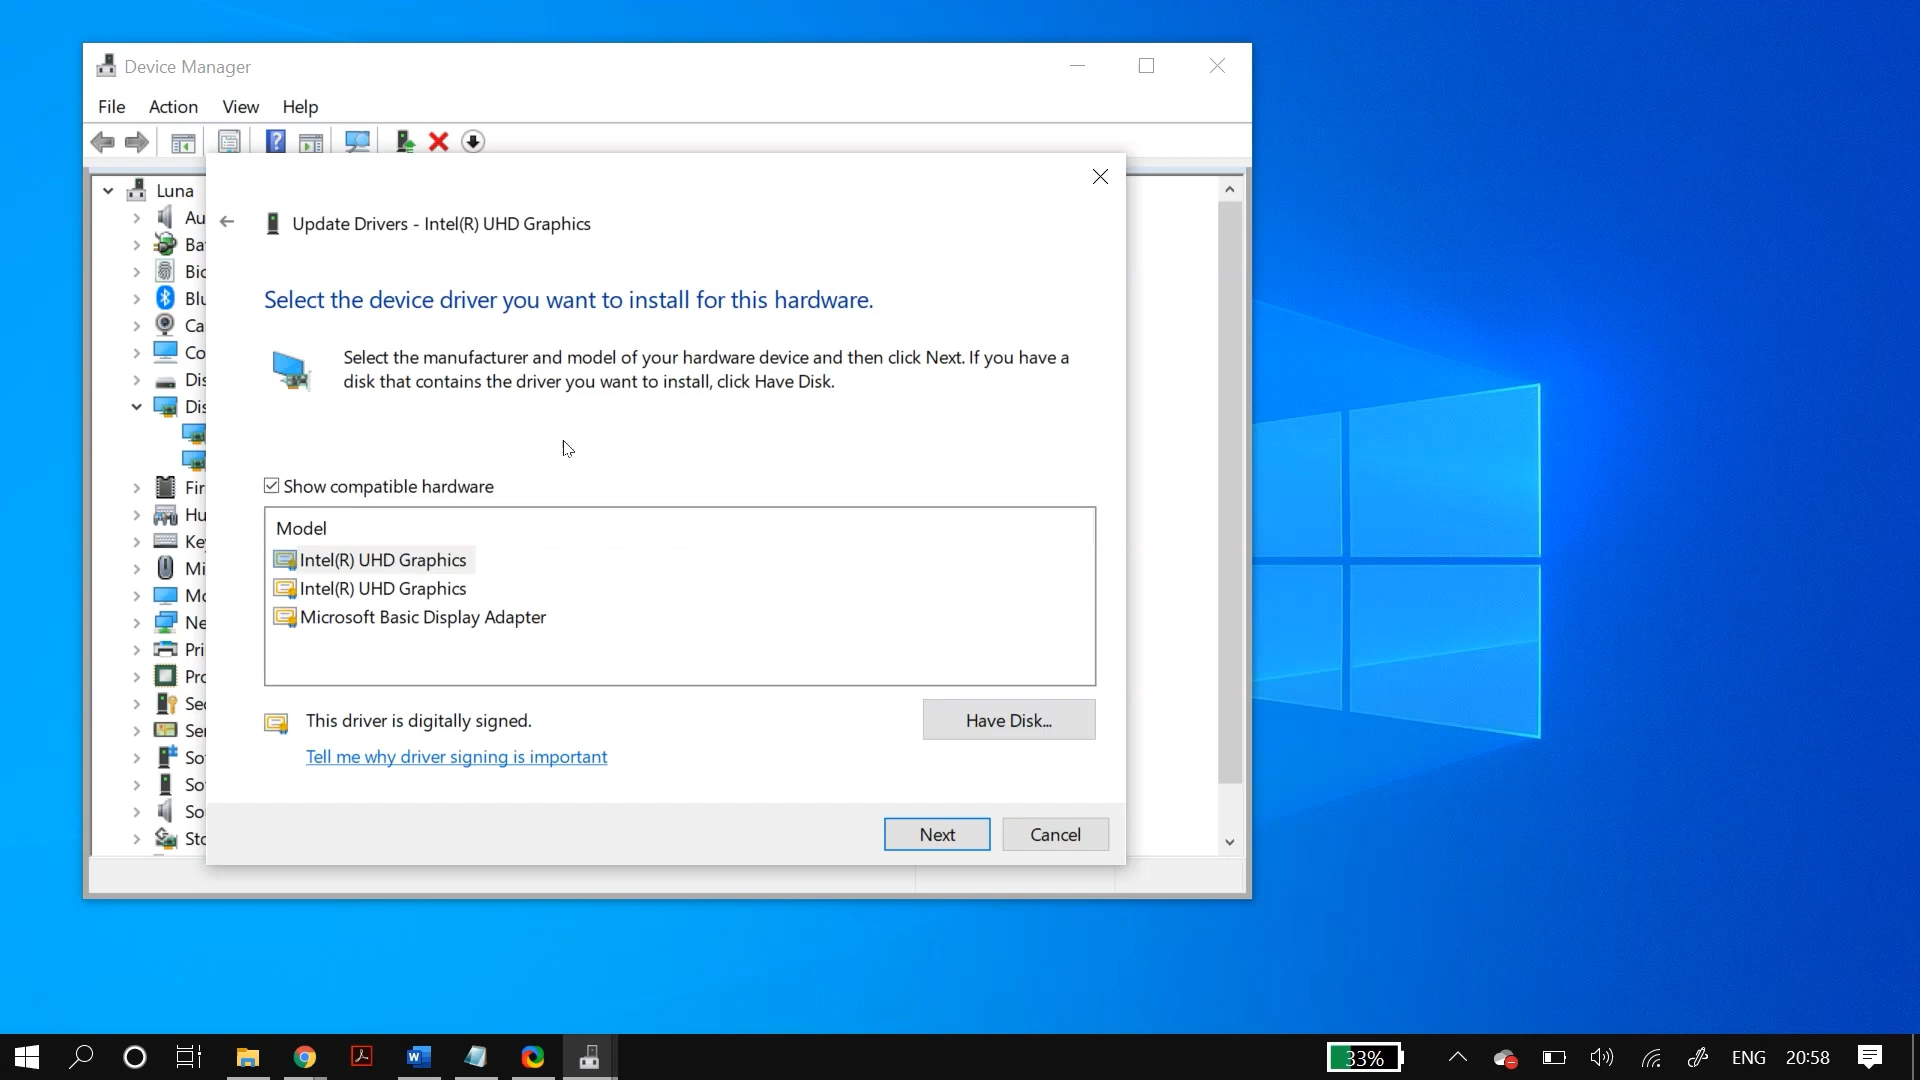 Device Manager
File Action View Help
Luna
Au
Bat
Bio
Blu
Ca
Co
Dis
Dis
Fir
Hu
Key
Mi
Mo
Ne
Pri
Pro
Sec
Ser
So
So
So
Sto
Update Drivers - Intel(R) UHD Graphics
Select the device driver you want to install for this hardware.
Select the manufacturer and model of your hardware device and then click Next. If you have a
disk that contains the driver you want to install, click Have Disk.
Show compatible hardware
Model
Intel(R) UHD Graphics
Intel(R) UHD Graphics
Microsoft Basic Display Adapter
This driver is digitally signed.
Have Disk...
Tell me why driver signing is important
Next Cancel
33% ENG 20:58